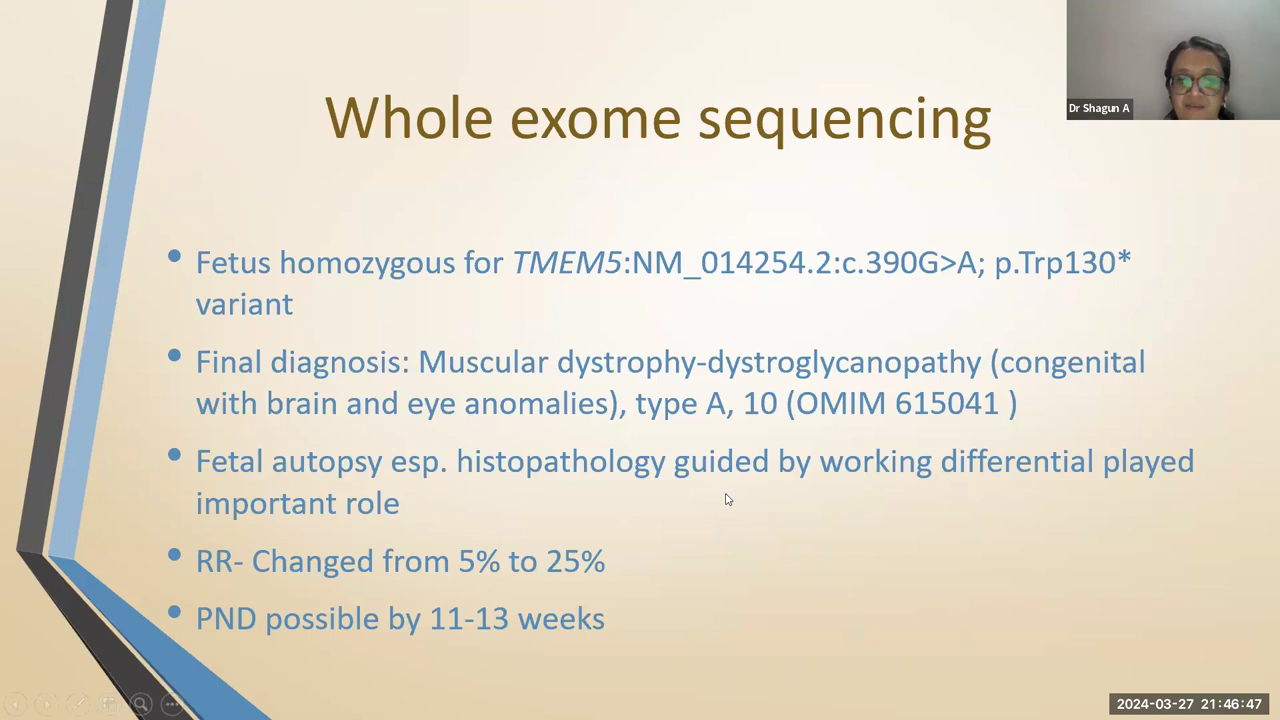 Dr Shagun A
Whole exome sequencing
• Fetus homozygous for TMEM5:NM_014254.2:c.390G>A; p.Trp130*
variant
• Final diagnosis: Muscular dystrophy-dystroglycanopathy (congenital
with brain and eye anomalies), type A, 10 (OMIM 615041 )
• Fetal autopsy esp. histopathology guided by working differential played
important role
• RR- Changed from 5% to 25%
• PND possible by 11-13 weeks
2024-03-27 21:46:47